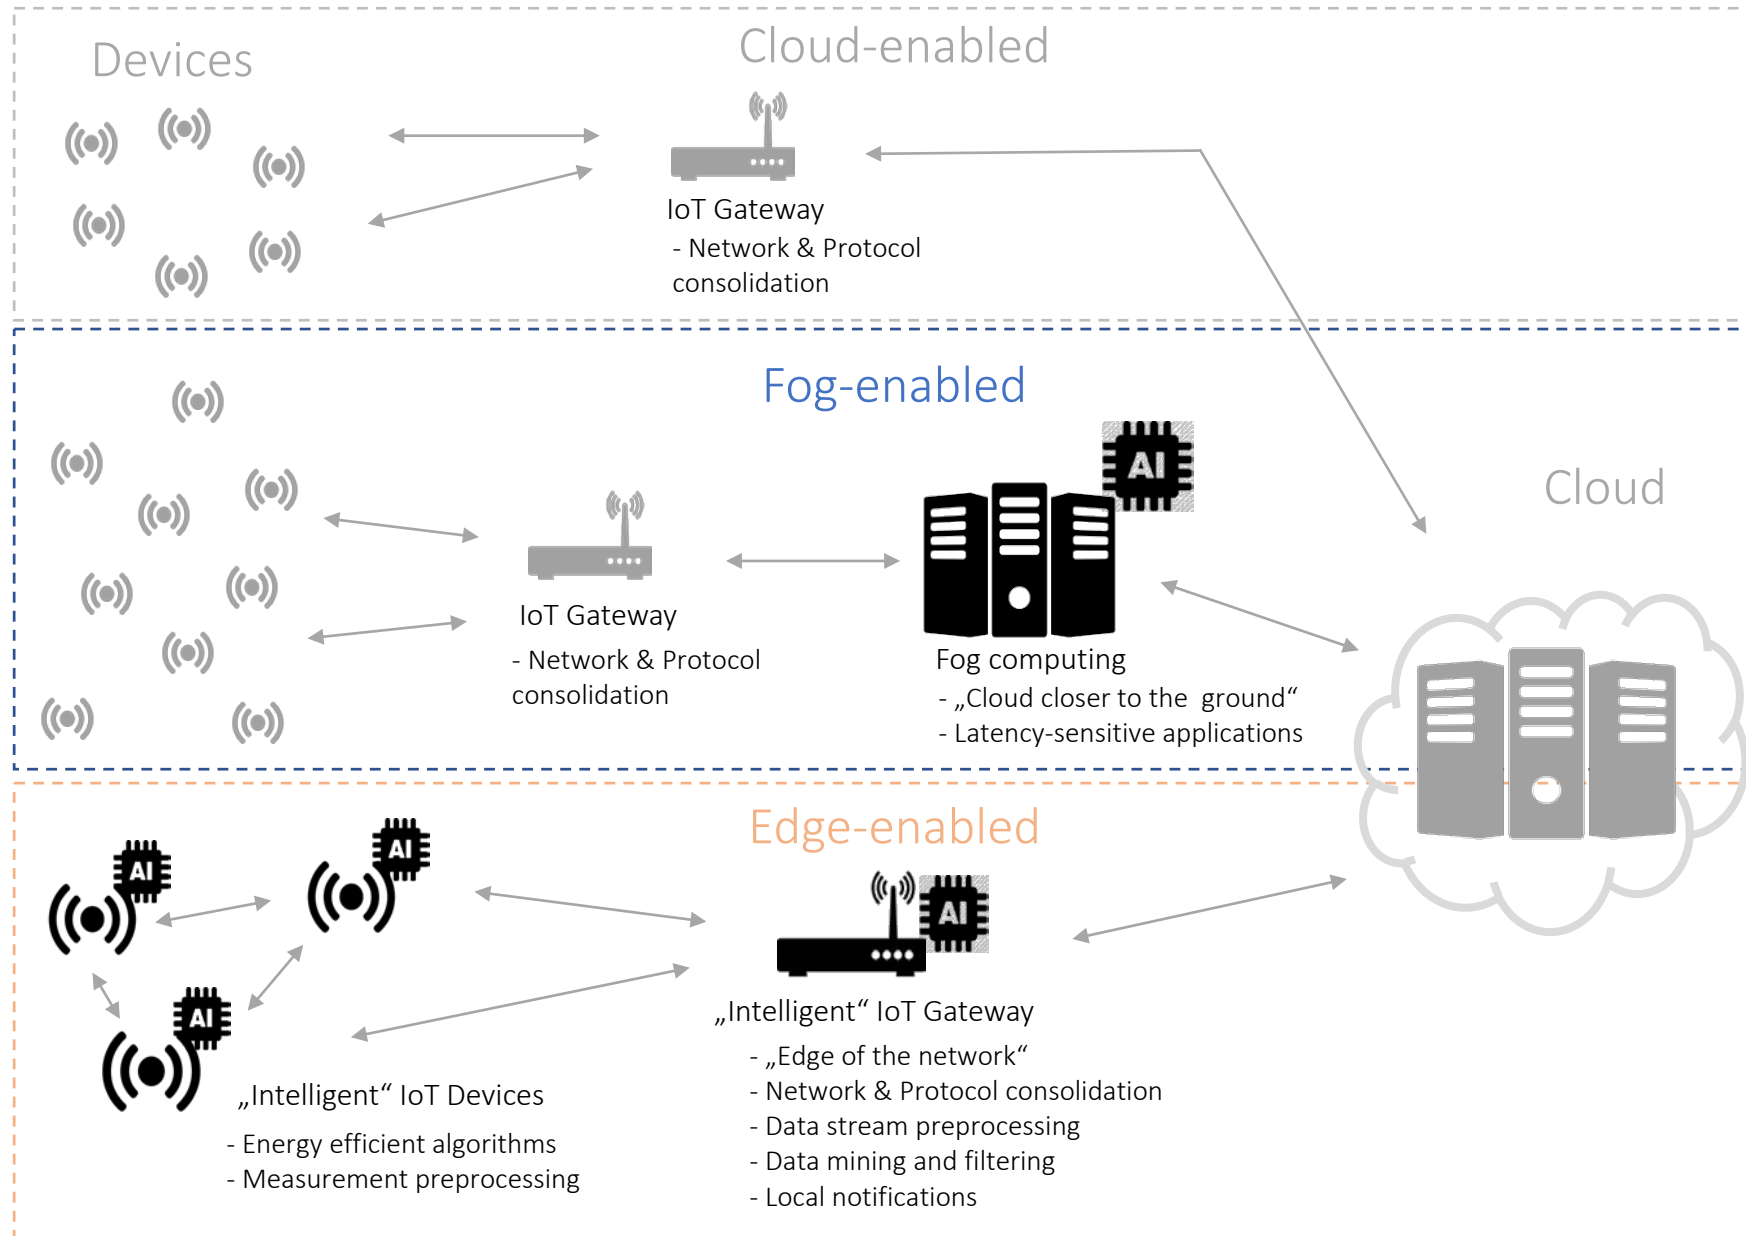 Devices
Cloud-enabled
IoT Gateway
- Network & Protocol
consolidation
Fog-enabled
AI
Cloud
IoT Gateway
- Network & Protocol
consolidation
Fog computing
- „Cloud closer to the ground“
- Latency-sensitive applications
Edge-enabled
AI
AI
AI
AI
„Intelligent“ IoT Devices
- Energy efficient algorithms
- Measurement preprocessing
„Intelligent“ IoT Gateway
- „Edge of the network“
- Network & Protocol consolidation
- Data stream preprocessing
- Data mining and filtering
- Local notifications